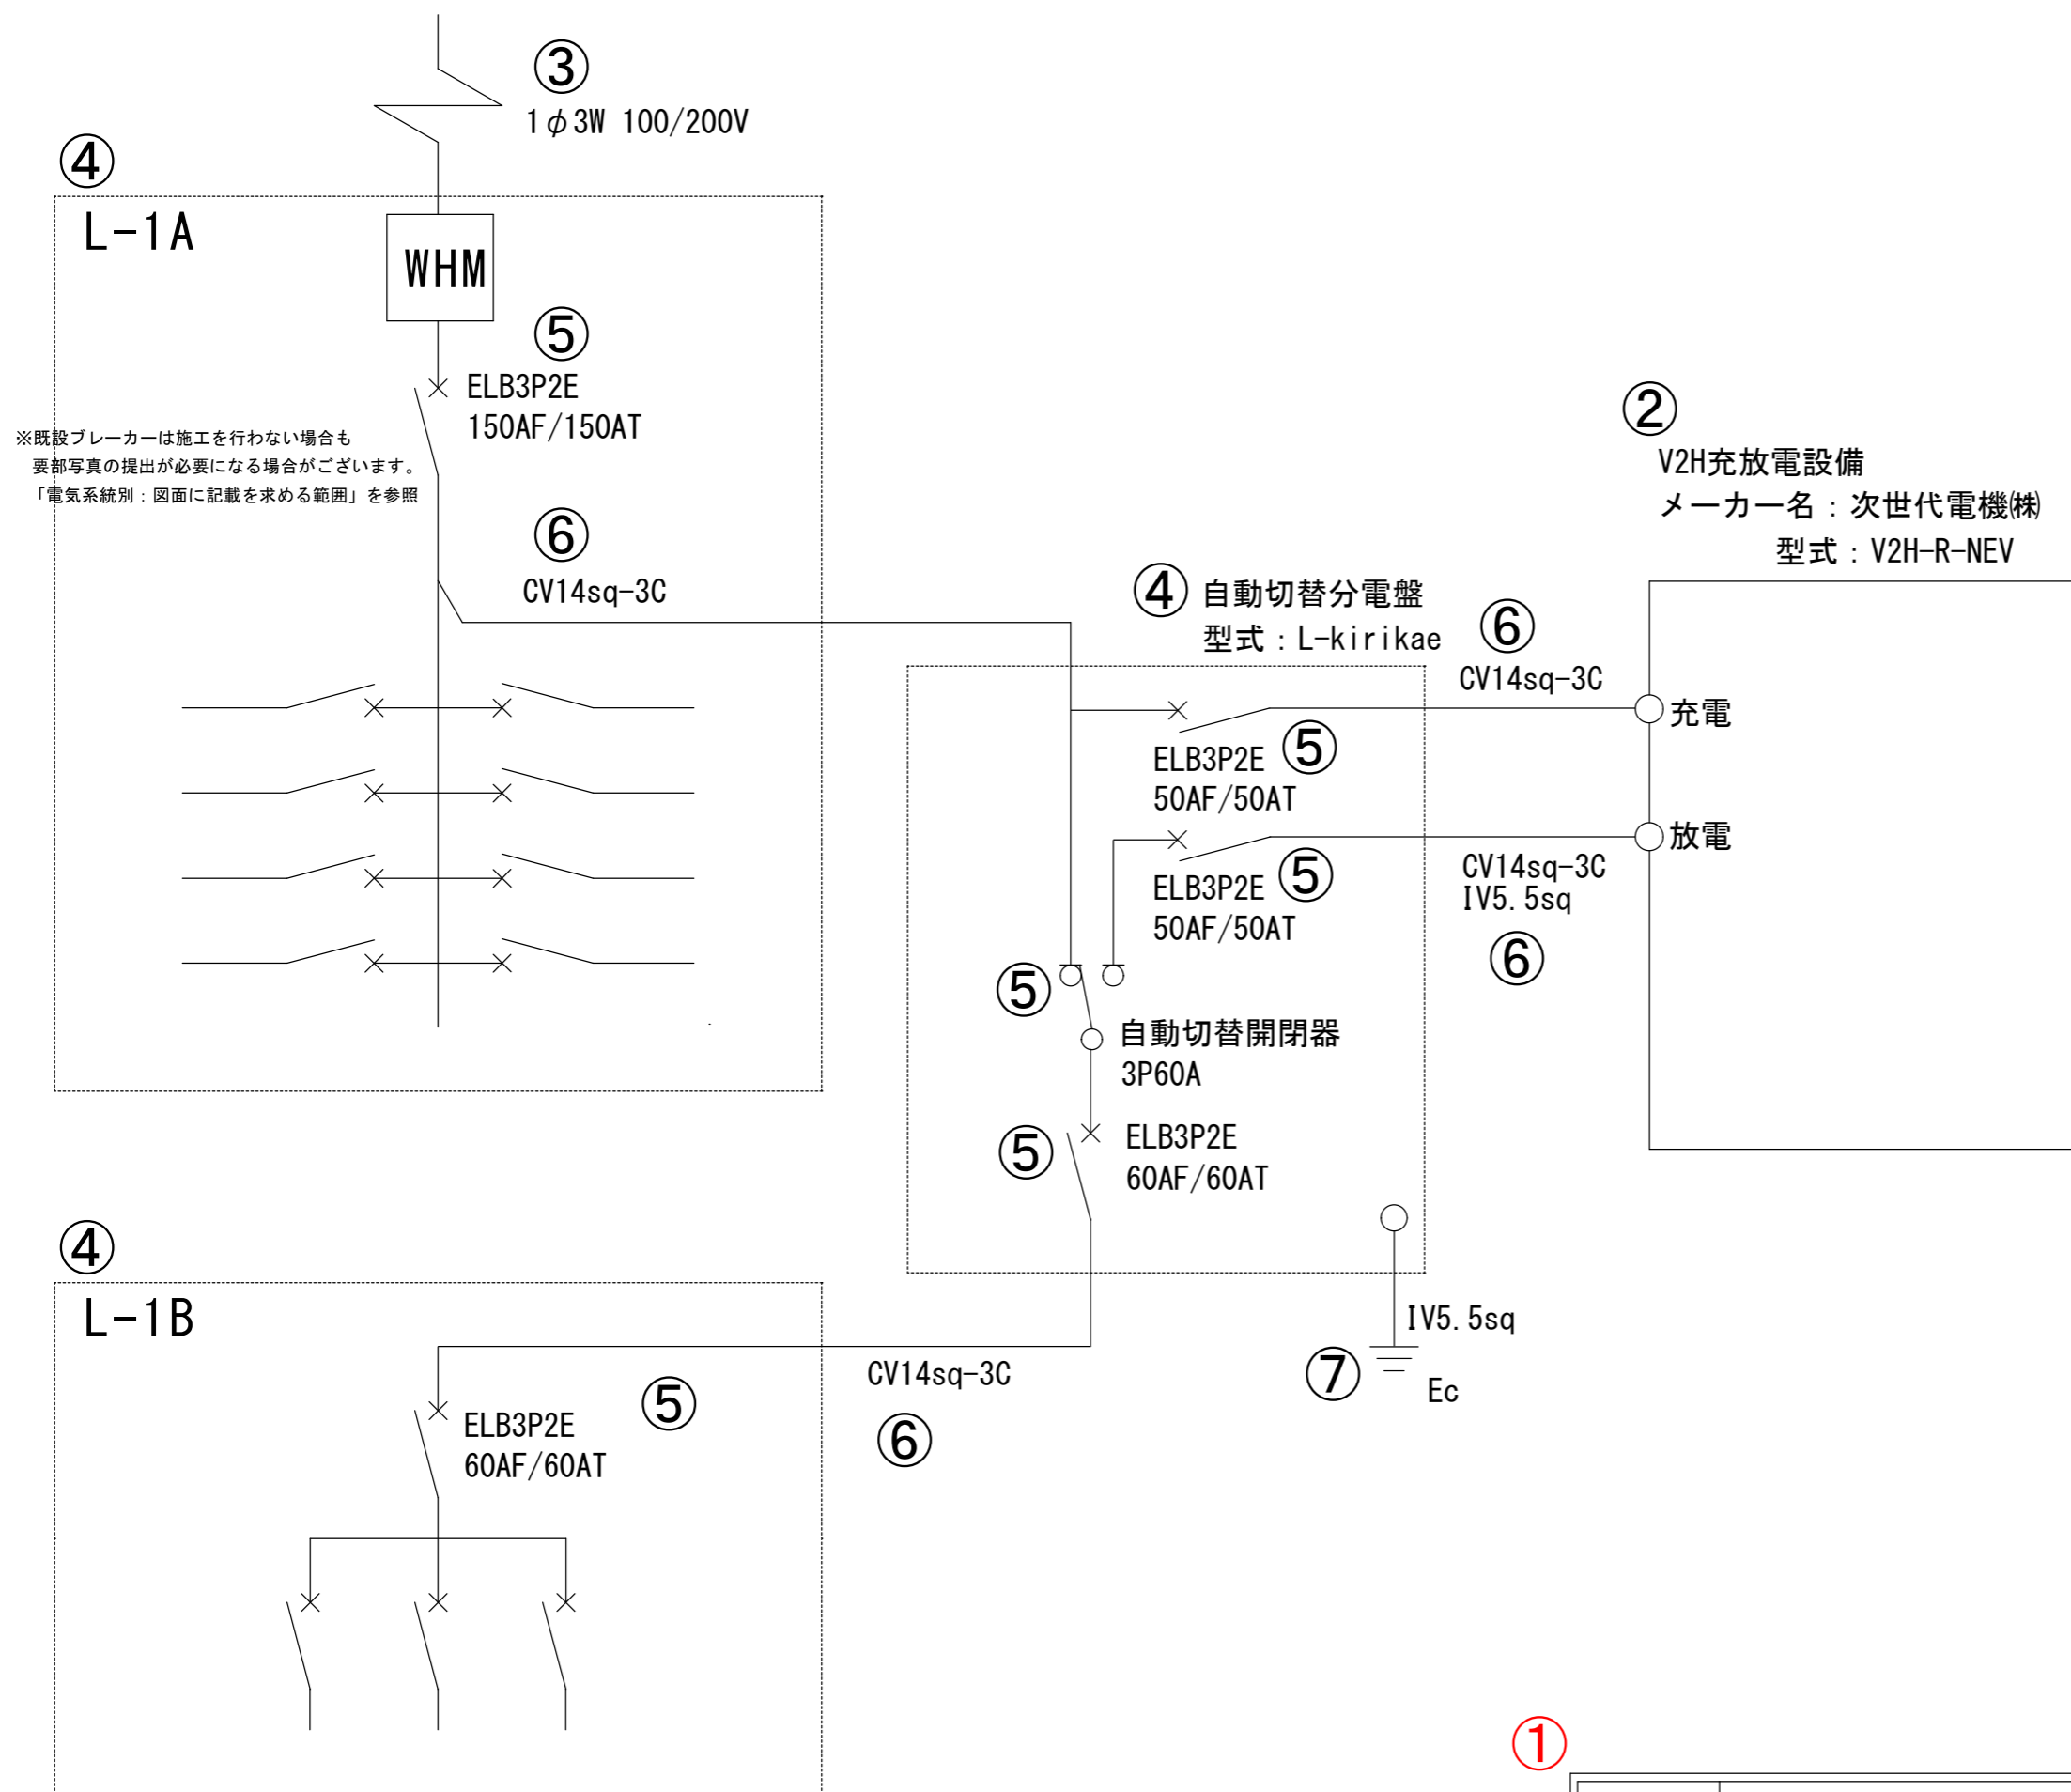 ③
1φ3W 100/200V
④
L-1A
WHM
⑤
ELB3P2E
150AF/150AT
※既設ブレーカーは施工を行わない場合も
要部写真の提出が必要になる場合がございます。
「電気系統別：図面に記載を求める範囲」を参照
⑥
CV14sq-3C
②
V2H充放電設備
メーカー名：次世代電機㈱
型式：V2H-R-NEV
④ 自動切替分電盤
型式：L-kirikae
⑥
CV14sq-3C
充電
ELB3P2E ⑤
50AF/50AT
放電
ELB3P2E ⑤
50AF/50AT
CV14sq-3C
IV5.5sq
⑥
⑤
自動切替開閉器
3P60A
⑤
ELB3P2E
60AF/60AT
④
L-1B
IV5.5sq
⑦
Ec
CV14sq-3C
⑥
⑤
ELB3P2E
60AF/60AT
①